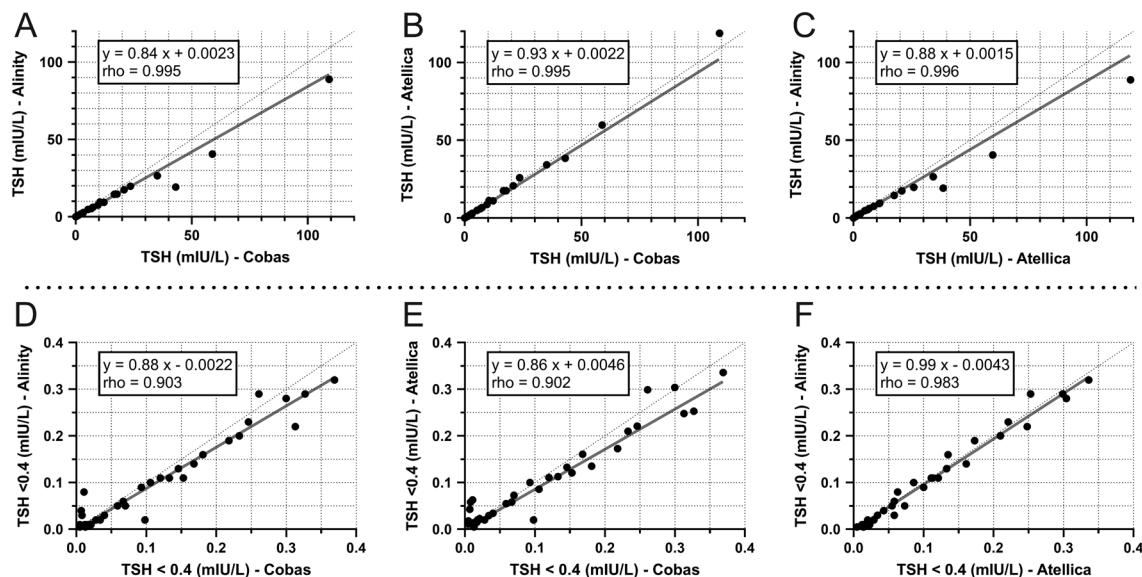 A
TSH (mIU/L) - Alinity
100
50
0
y = 0.84 x + 0.0023
rho = 0.995
0 50 100
TSH (mIU/L) - Cobas
B
TSH (mIU/L) - Atellica
100
50
0
y = 0.93 x + 0.0022
rho = 0.995
0 50 100
TSH (mIU/L) - Cobas
C
TSH (mIU/L) - Alinity
100
50
0
y = 0.88 x + 0.0015
rho = 0.996
0 50 100
TSH (mIU/L) - Atellica
D
TSH <0.4 (mIU/L) - Alinity
0.4
0.3
0.2
0.1
0.0
y = 0.88 x - 0.0022
rho = 0.903
0.0 0.1 0.2 0.3 0.4
TSH < 0.4 (mIU/L) - Cobas
E
TSH <0.4 (mIU/L) - Atellica
0.4
0.3
0.2
0.1
0.0
y = 0.86 x + 0.0046
rho = 0.902
0.0 0.1 0.2 0.3 0.4
TSH < 0.4 (mIU/L) - Cobas
F
TSH <0.4 (mIU/L) - Alinity
0.4
0.3
0.2
0.1
0.0
y = 0.99 x - 0.0043
rho = 0.983
0.0 0.1 0.2 0.3 0.4
TSH < 0.4 (mIU/L) - Atellica